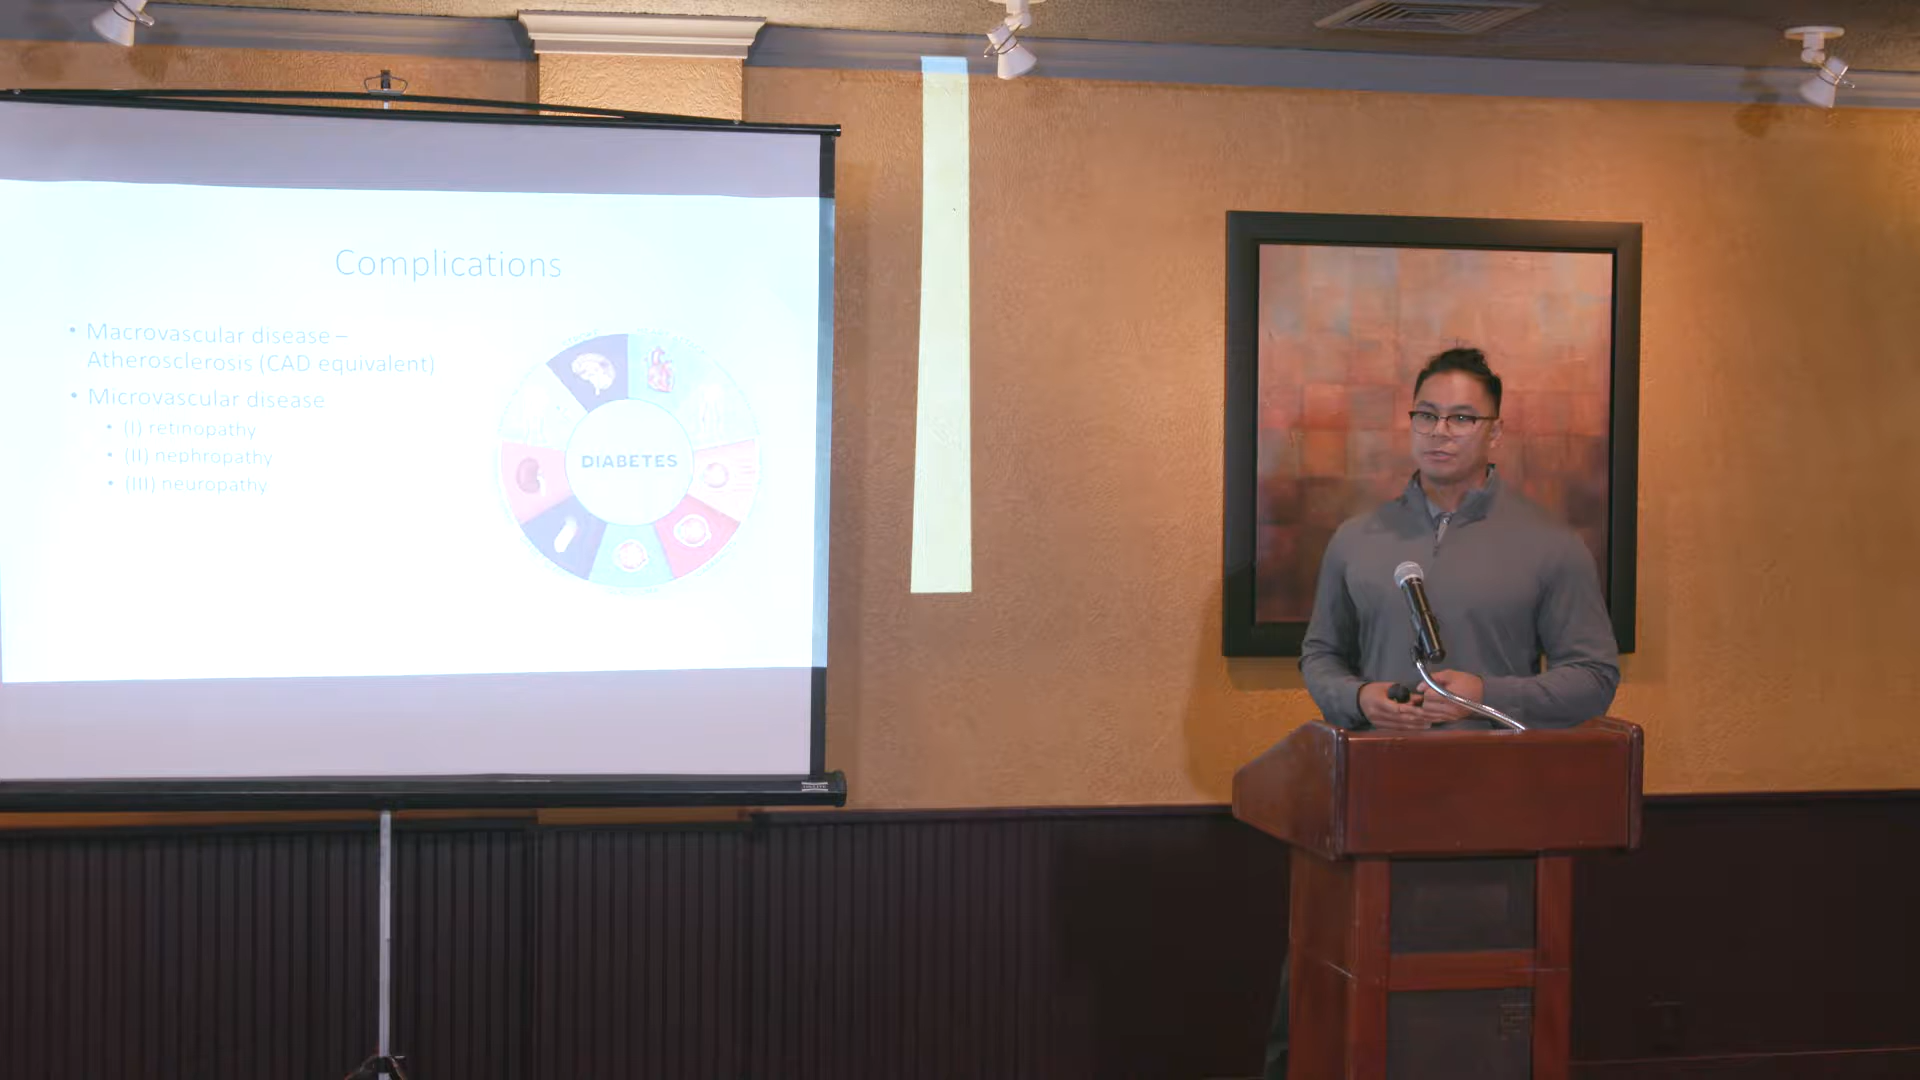 Complications
• Macrovascular disease –
Atherosclerosis (CAD equivalent)
• Microvascular disease
• (I) retinopathy
• (II) nephropathy
• (III) neuropathy
DIABETES